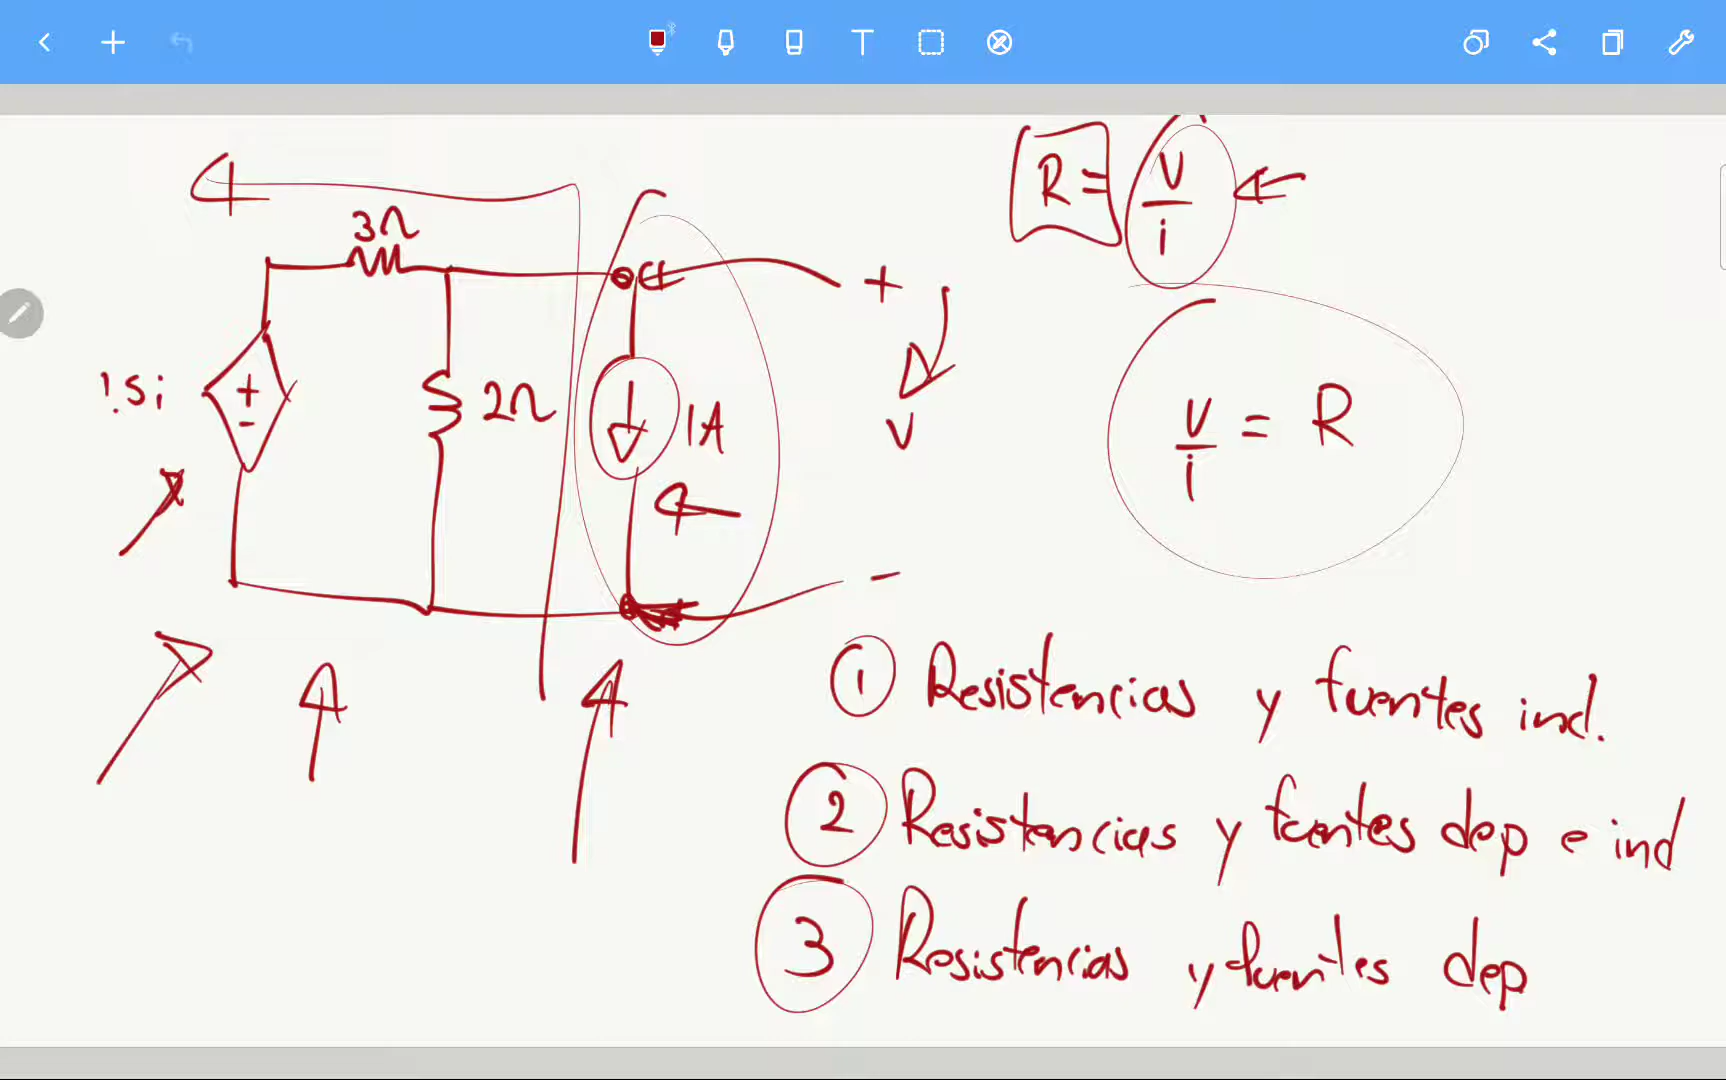 R = v/i
3Ω
+
1.5i
+
-
2Ω
1A
v
v/i = R
-
① Resistencias y fuentes ind.
② Resistencias y fuentes dep e ind
③ Resistencias y fuentes dep